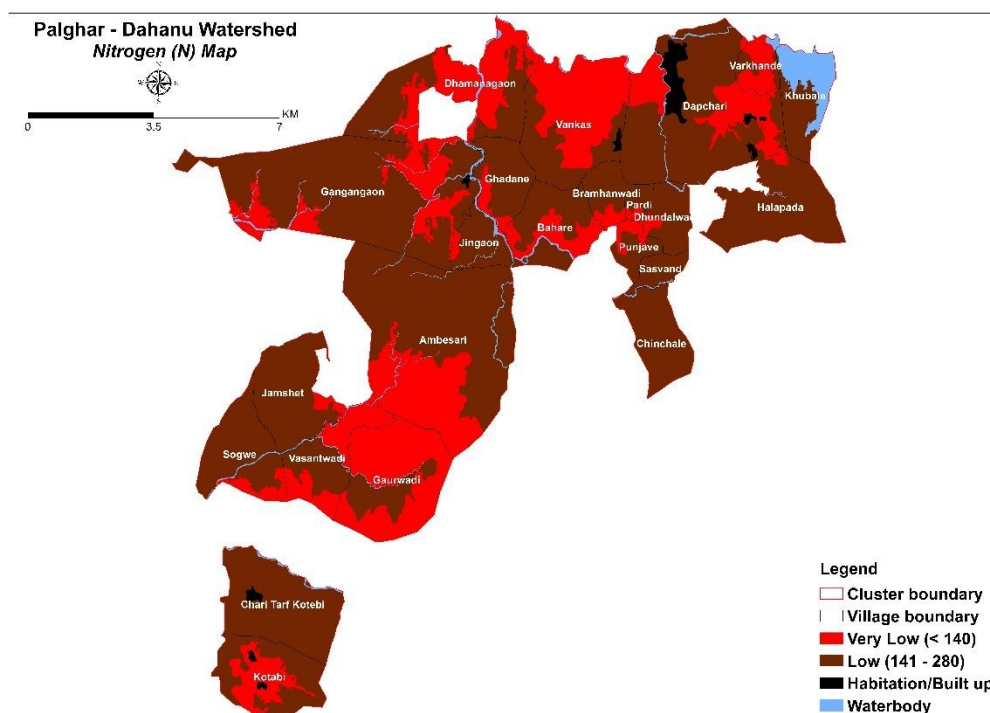 Palghar - Dahanu Watershed
Nitrogen (N) Map
N
W
E
S
KM
0
3.5
7
Dhamanagaon
Varkhande
Khubale
Dapchari
Vankas
Gangangaon
Ghadane
Bramhanwadi
Pardi
Halapada
Dhundalwad
Bahare
Jingaon
Punjave
Sasvand
Ambesari
Chinchale
Jamshet
Sogwe
Vasantwadi
Gaurwadi
Chari Tarf Kotebi
Kotabi
Legend
Cluster boundary
Village boundary
Very Low (< 140)
Low (141 - 280)
Habitation/Built up
Waterbody